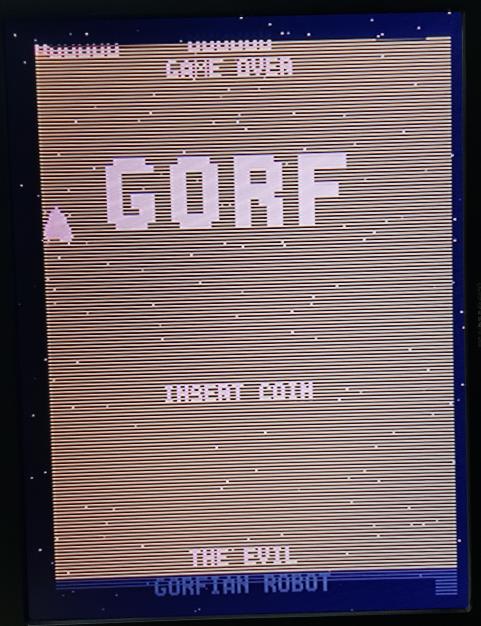 GAME OVER
GORF
INSERT COIN
THE EVIL
GORFIAN ROBOT